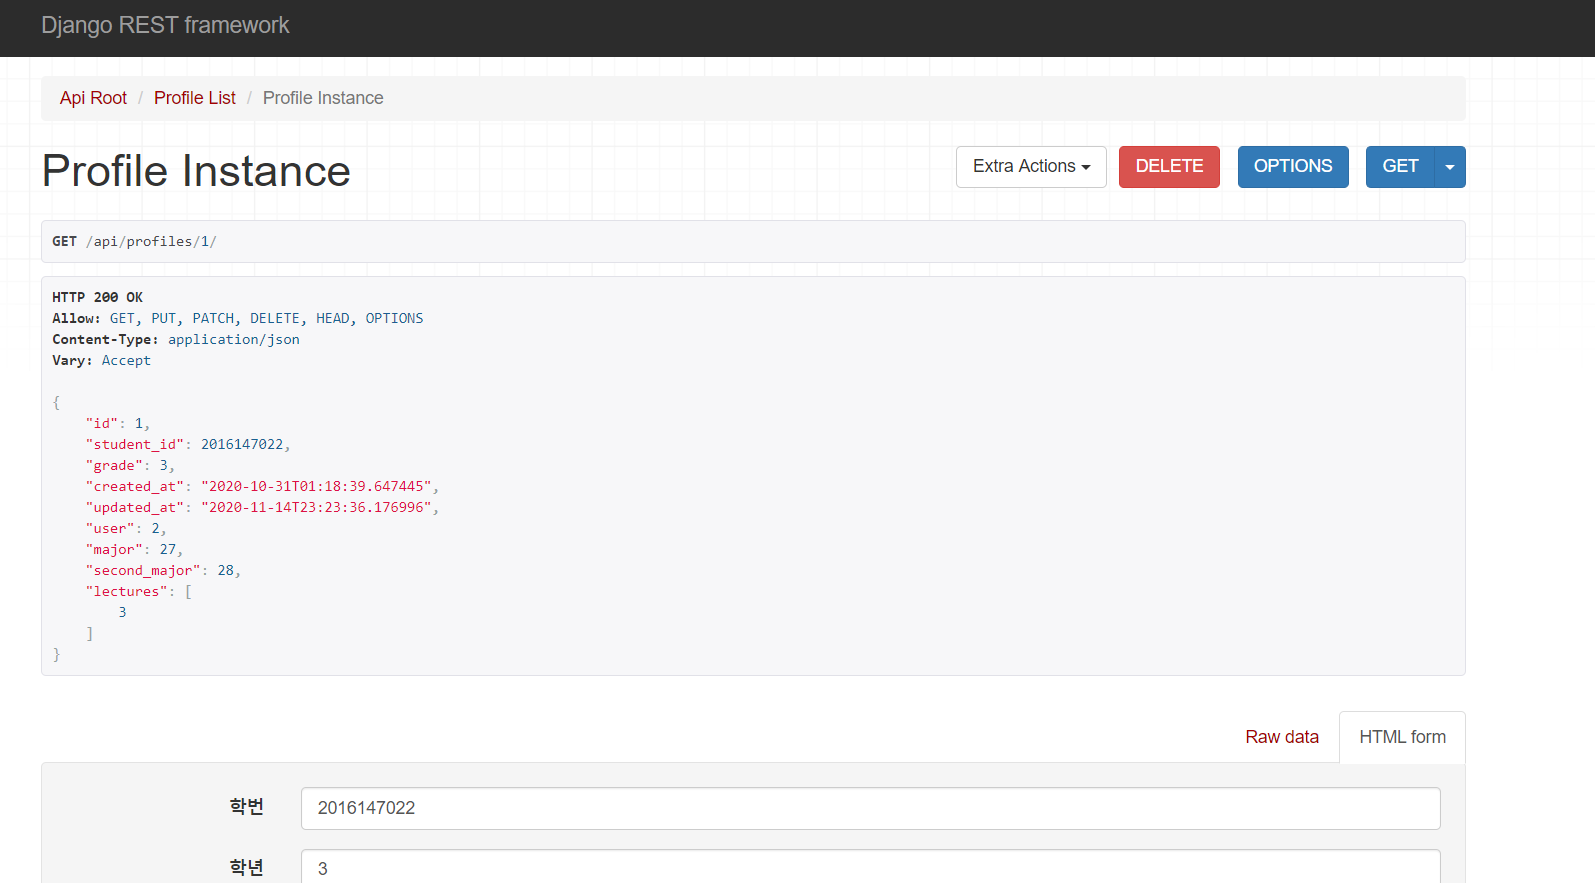 Django REST framework
Api Root / Profile List / Profile Instance
Profile Instance
Extra Actions
DELETE
OPTIONS
GET
GET /api/profiles/1/
HTTP 200 OK
Allow: GET, PUT, PATCH, DELETE, HEAD, OPTIONS
Content-Type: application/json
Vary: Accept
{
    "id": 1,
    "student_id": 2016147022,
    "grade": 3,
    "created_at": "2020-10-31T01:18:39.647445",
    "updated_at": "2020-11-14T23:23:36.176996",
    "user": 2,
    "major": 27,
    "second_major": 28,
    "lectures": [
        3
    ]
}
Raw data
HTML form
학번
2016147022
학년
3